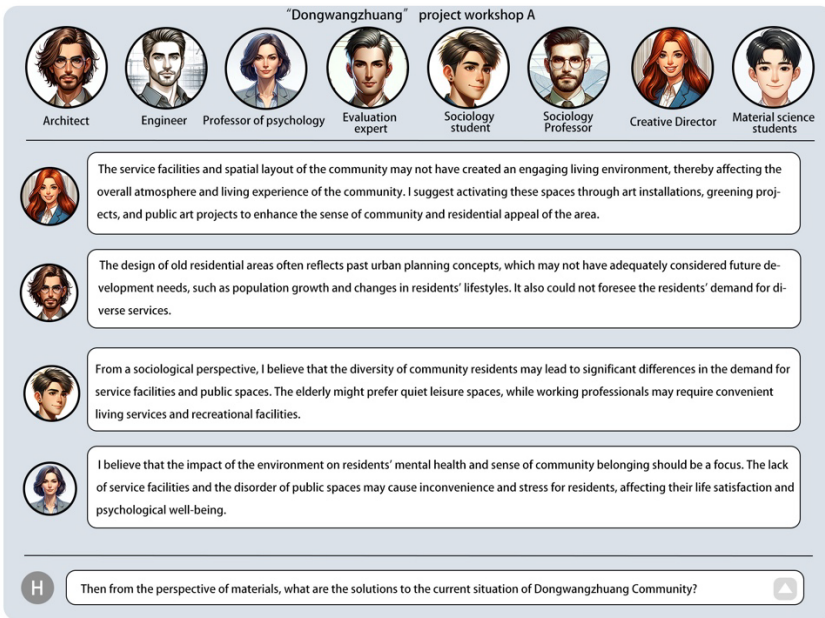 “Dongwangzhuang” project workshop A
Architect
Engineer
Professor of psychology
Evaluation
expert
Sociology
student
Sociology
Professor
Creative Director
Material science
students
The service facilities and spatial layout of the community may not have created an engaging living environment, thereby affecting the
overall atmosphere and living experience of the community. I suggest activating these spaces through art installations, greening proj-
ects, and public art projects to enhance the sense of community and residential appeal of the area.
The design of old residential areas often reflects past urban planning concepts, which may not have adequately considered future de-
velopment needs, such as population growth and changes in residents’ lifestyles. It also could not foresee the residents’ demand for di-
verse services.
From a sociological perspective, I believe that the diversity of community residents may lead to significant differences in the demand for
service facilities and public spaces. The elderly might prefer quiet leisure spaces, while working professionals may require convenient
living services and recreational facilities.
I believe that the impact of the environment on residents’ mental health and sense of community belonging should be a focus. The lack
of service facilities and the disorder of public spaces may cause inconvenience and stress for residents, affecting their life satisfaction and
psychological well-being.
H
Then from the perspective of materials, what are the solutions to the current situation of Dongwangzhuang Community?